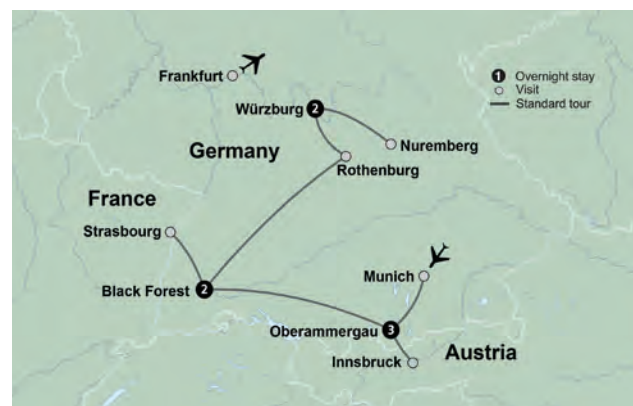 Frankfurt
1 Overnight stay
Visit
Standard tour
Würzburg 2
Nuremberg
Germany
Rothenburg
France
Strasbourg
Munich
Black Forest 2
Oberammergau 3
Austria
Innsbruck